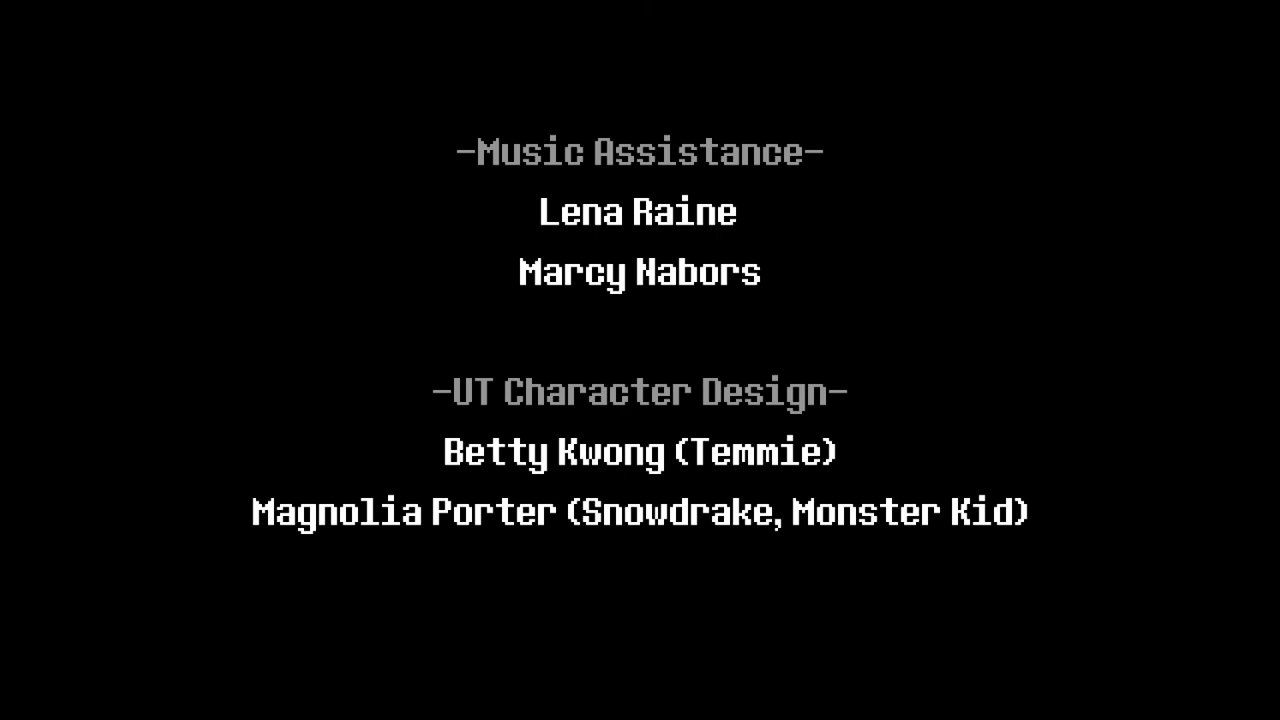 -Music Assistance-
Lena Raine
Marcy Nabors
-UT Character Design-
Betty Kwong (Temmie)
Magnolia Porter (Snowdrake, Monster Kid)